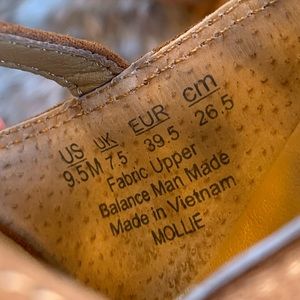 US UK EUR cm
9.5M 7.5 39.5 26.5
Fabric Upper
Balance Man Made
Made in Vietnam
MOLLIE